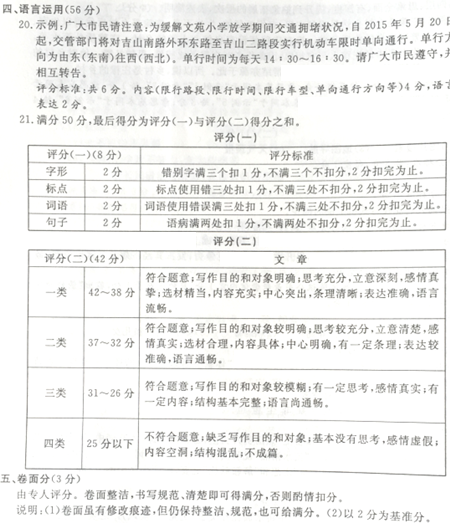 四、语言运用(56分)
20.示例:广大市民请注意:为缓解文苑小学放学期间交通拥堵状况,自2015年5月20日
起,交管部门将对吉山南路外环东路至吉山二路段实行机动车限时单向通行。单行方
向为由东(东南)往西(西北)。单行时间为每天14:30~16:30。请广大市民遵守,并
相互转告。
评分标准:共6分。内容(限行路段、限行时间、限行车型、单向通行方向等)4分,语言
表达2分。
21.满分50分,最后得分为评分(一)与评分(二)得分之和。
评分(一)
评分(一)(8分) 评分标准
字形 2分 错别字满三个扣1分,不满三个不扣分,2分扣完为止。
标点 2分 标点使用错三处扣1分,不满三处不扣分,2分扣完为止。
词语 2分 词语使用错误满三处扣1分,不满三处不扣分,2分扣完为止。
句子 2分 语病满两处扣1分,不满两处不扣分,2分扣完为止。
评分(二)
评分(二)(42分) 文 章
一类 42~38分 符合题意;写作目的和对象明确;思考充分,立意深刻,感情真
挚;选材精当,内容充实;中心突出,条理清晰;表达准确,语言
流畅。
二类 37~32分 符合题意;写作目的和对象较明确;思考较充分,立意清楚,感
情真实;选材合理,内容具体;中心明确,有一定条理;表达较
准确,语言通畅。
三类 31~26分 符合题意;写作目的和对象较模糊;有一定思考,感情真实;有
一定内容;结构基本完整;语言尚通畅。
四类 25分以下 不符合题意;缺乏写作目的和对象;基本没有思考,感情虚假;
内容空洞;结构混乱;不成篇。
五、卷面分(3分)
由专人评分。卷面整洁,书写规范、清楚即可得满分,否则酌情扣分。
说明:(1)卷面虽有修改痕迹,但仍保持整洁、规范,也可给满分。(2)以2分为基准分。